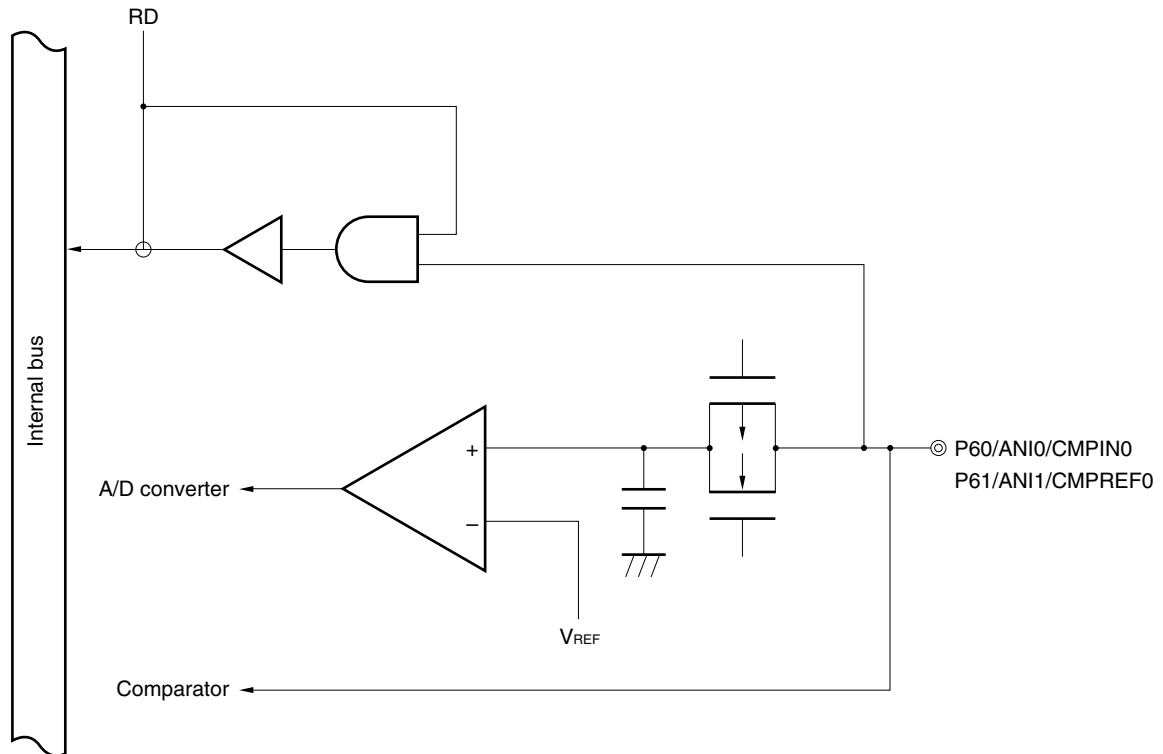 RD
Internal bus
+
P60/ANI0/CMPIN0
P61/ANI1/CMPREF0
A/D converter
–
VREF
Comparator